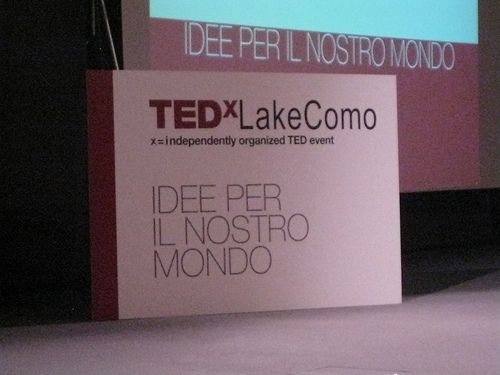 IDEE PER IL NOSTRO MONDO
TEDxLakeComo
x=independently organized TED event
IDEE PER
IL NOSTRO
MONDO